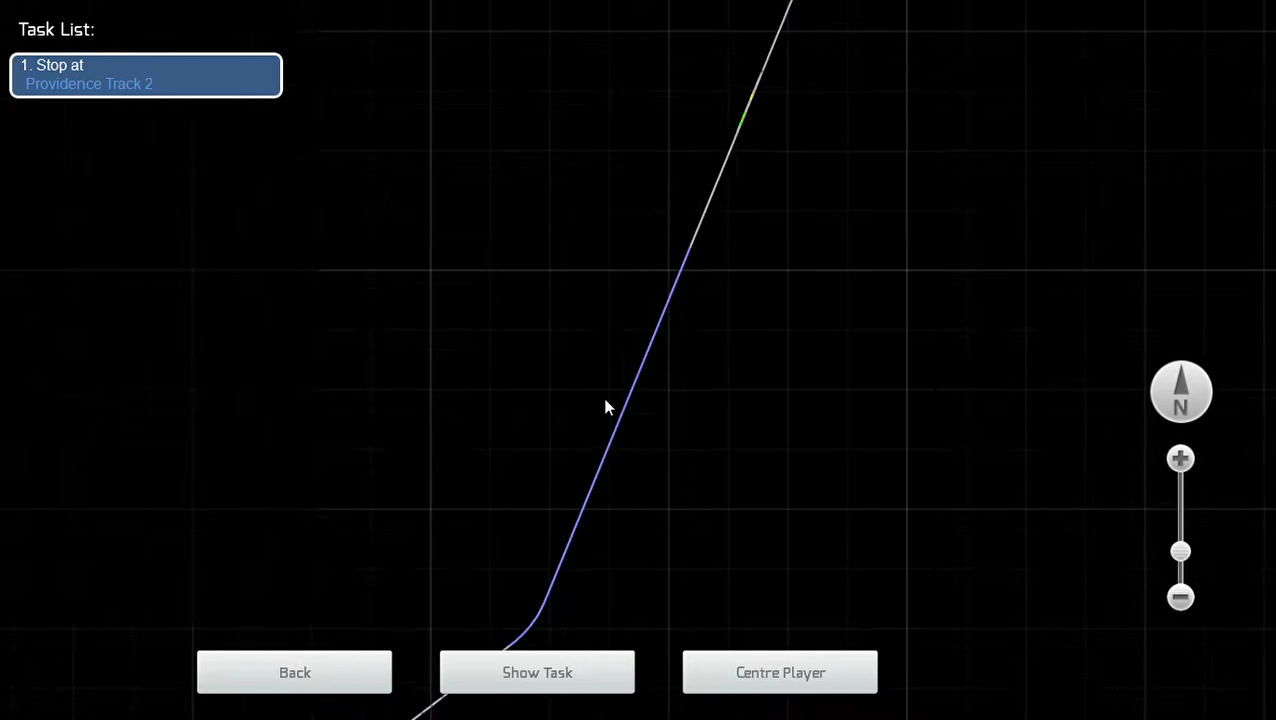 Task List:
1. Stop at
Providence Track 2
N
Back
Show Task
Centre Player